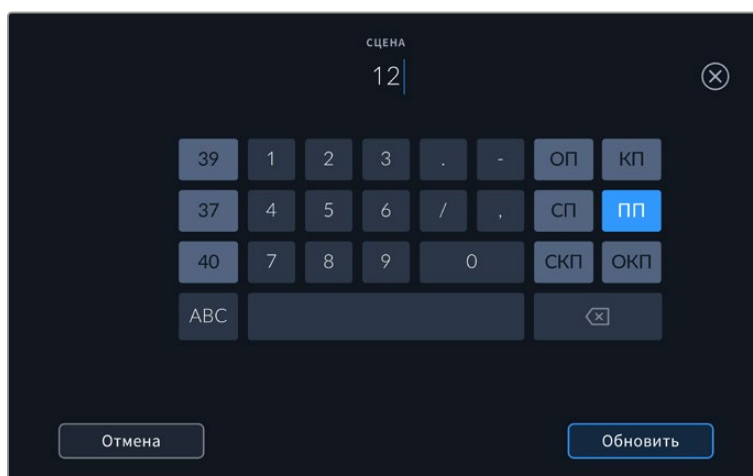 СЦЕНА
12
39 1 2 3 . - ОП КП
37 4 5 6 / , СП ПП
40 7 8 9 0 СКП ОКП
ABC
Отмена Обновить